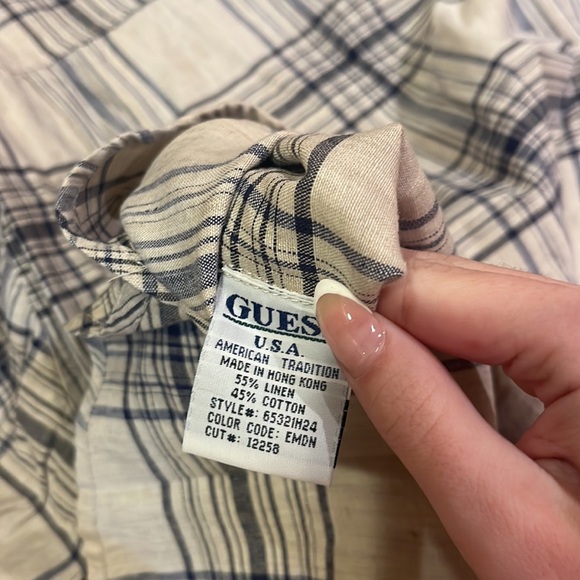 GUESS
U.S.A.
AMERICAN TRADITION
MADE IN HONG KONG
55% LINEN
45% COTTON
STYLE#: 65321H24
COLOR CODE: EMDN
CUT#: 12258